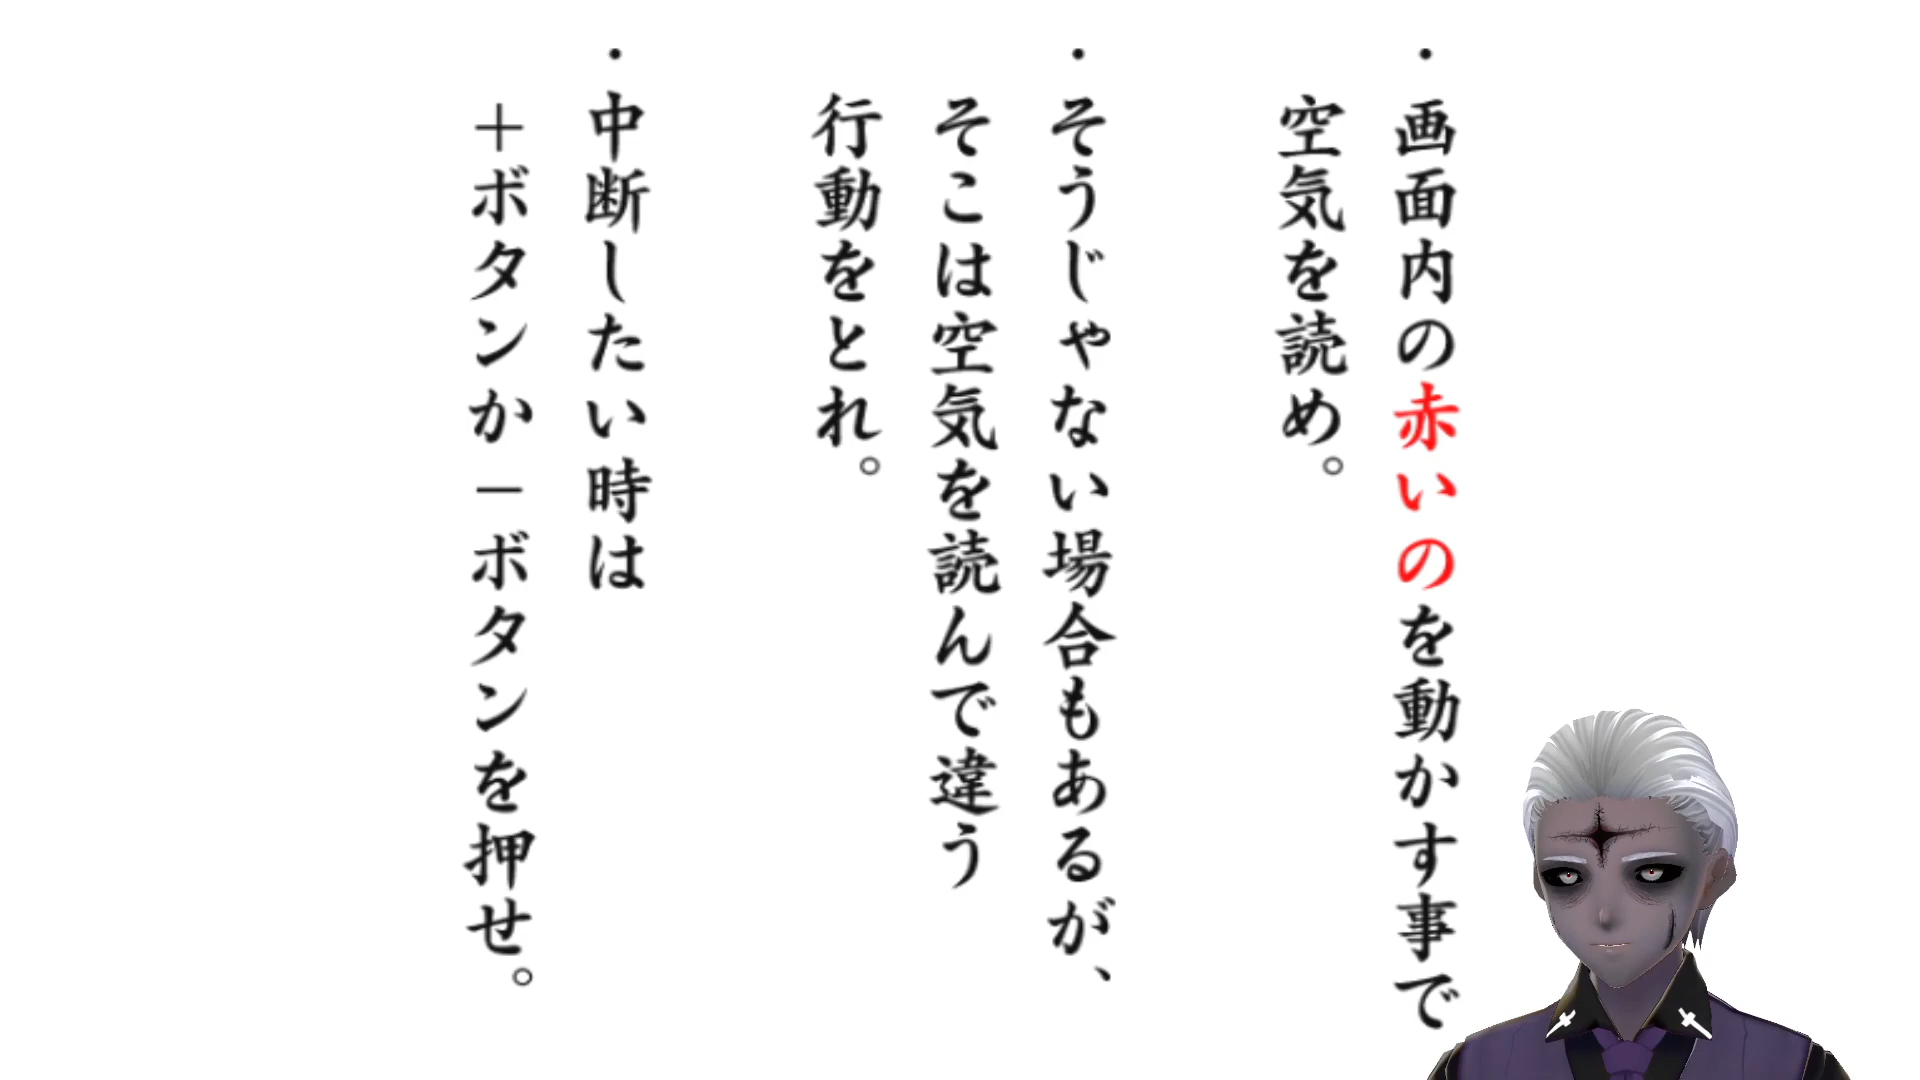 ・画面内の赤いのを動かす事で
空気を読め。
・そうじゃない場合もあるが、
そこは空気を読んで違う
行動をとれ。
・中断したい時は
＋ボタンかーボタンを押せ。